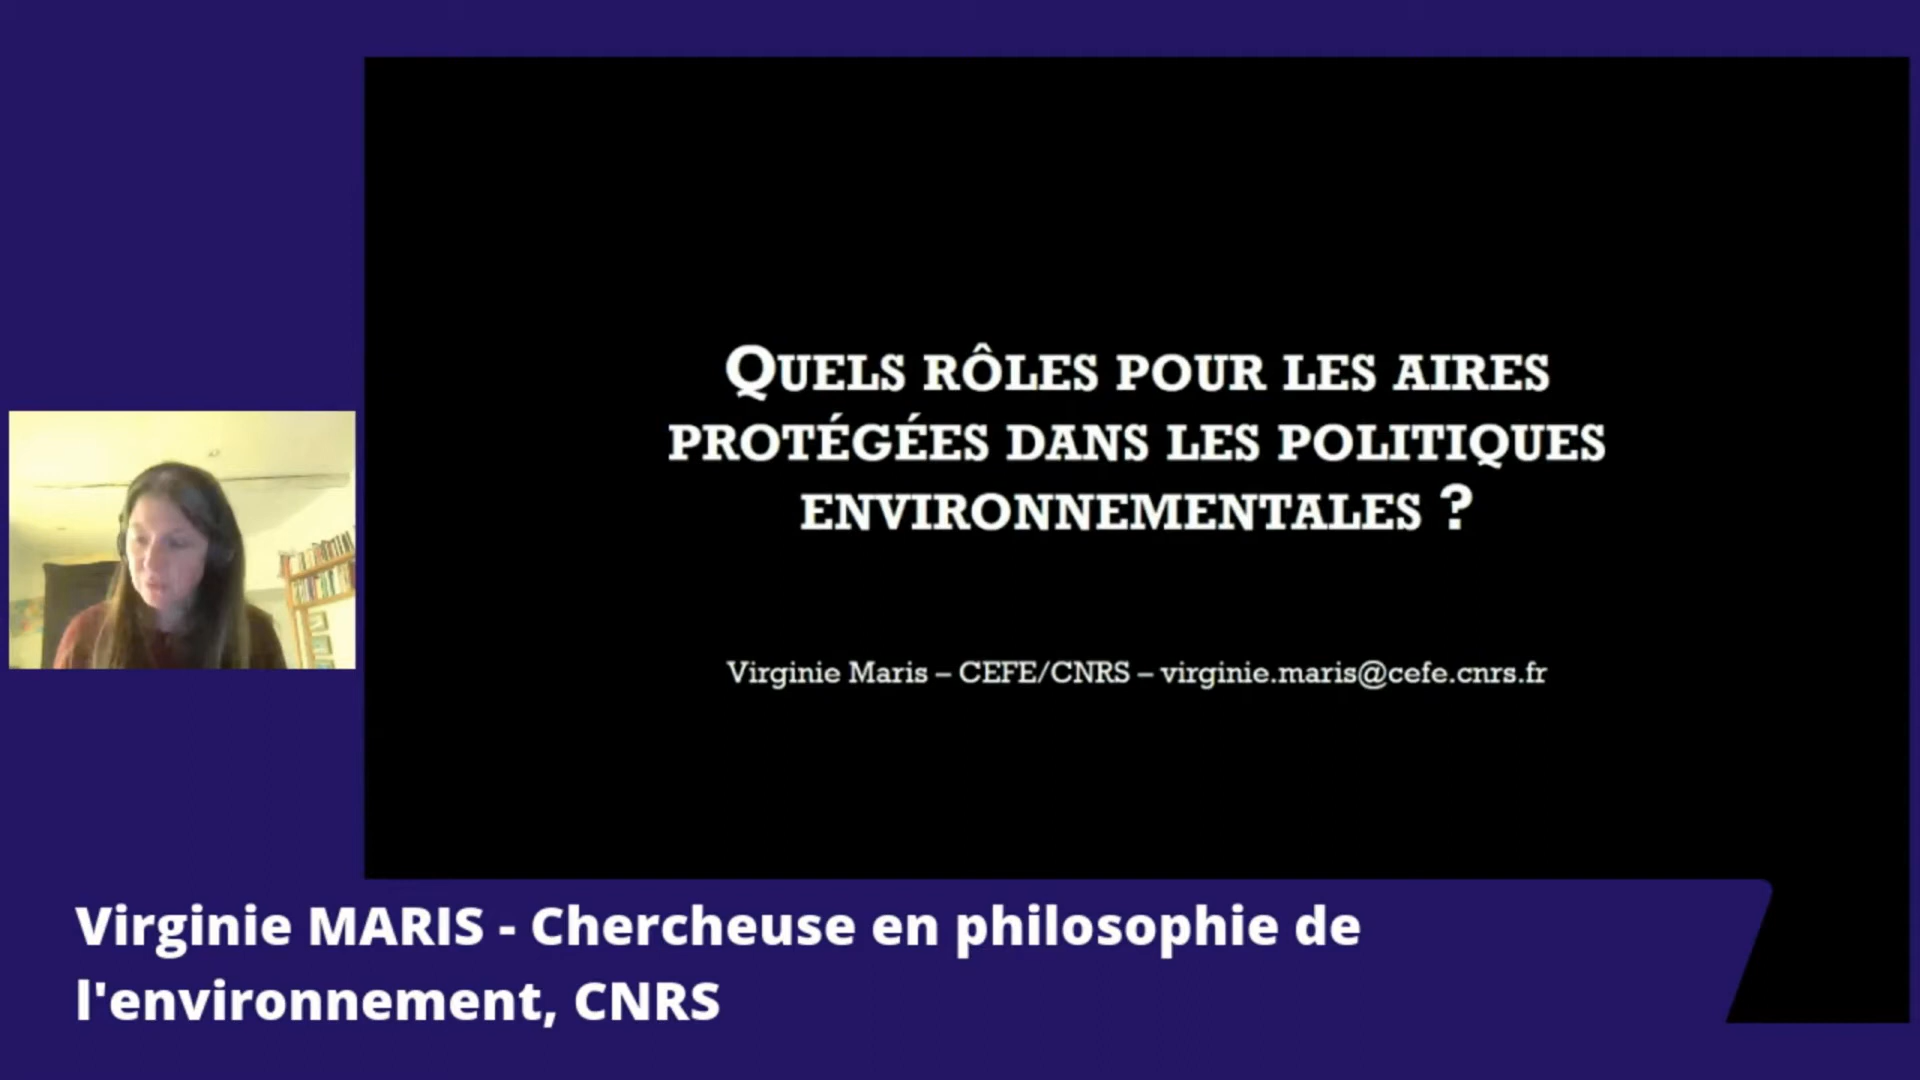 QUELS RÔLES POUR LES AIRES
PROTÉGÉES DANS LES POLITIQUES
ENVIRONNEMENTALES ?
Virginie Maris – CEFE/CNRS – virginie.maris@cefe.cnrs.fr
Virginie MARIS - Chercheuse en philosophie de
l'environnement, CNRS